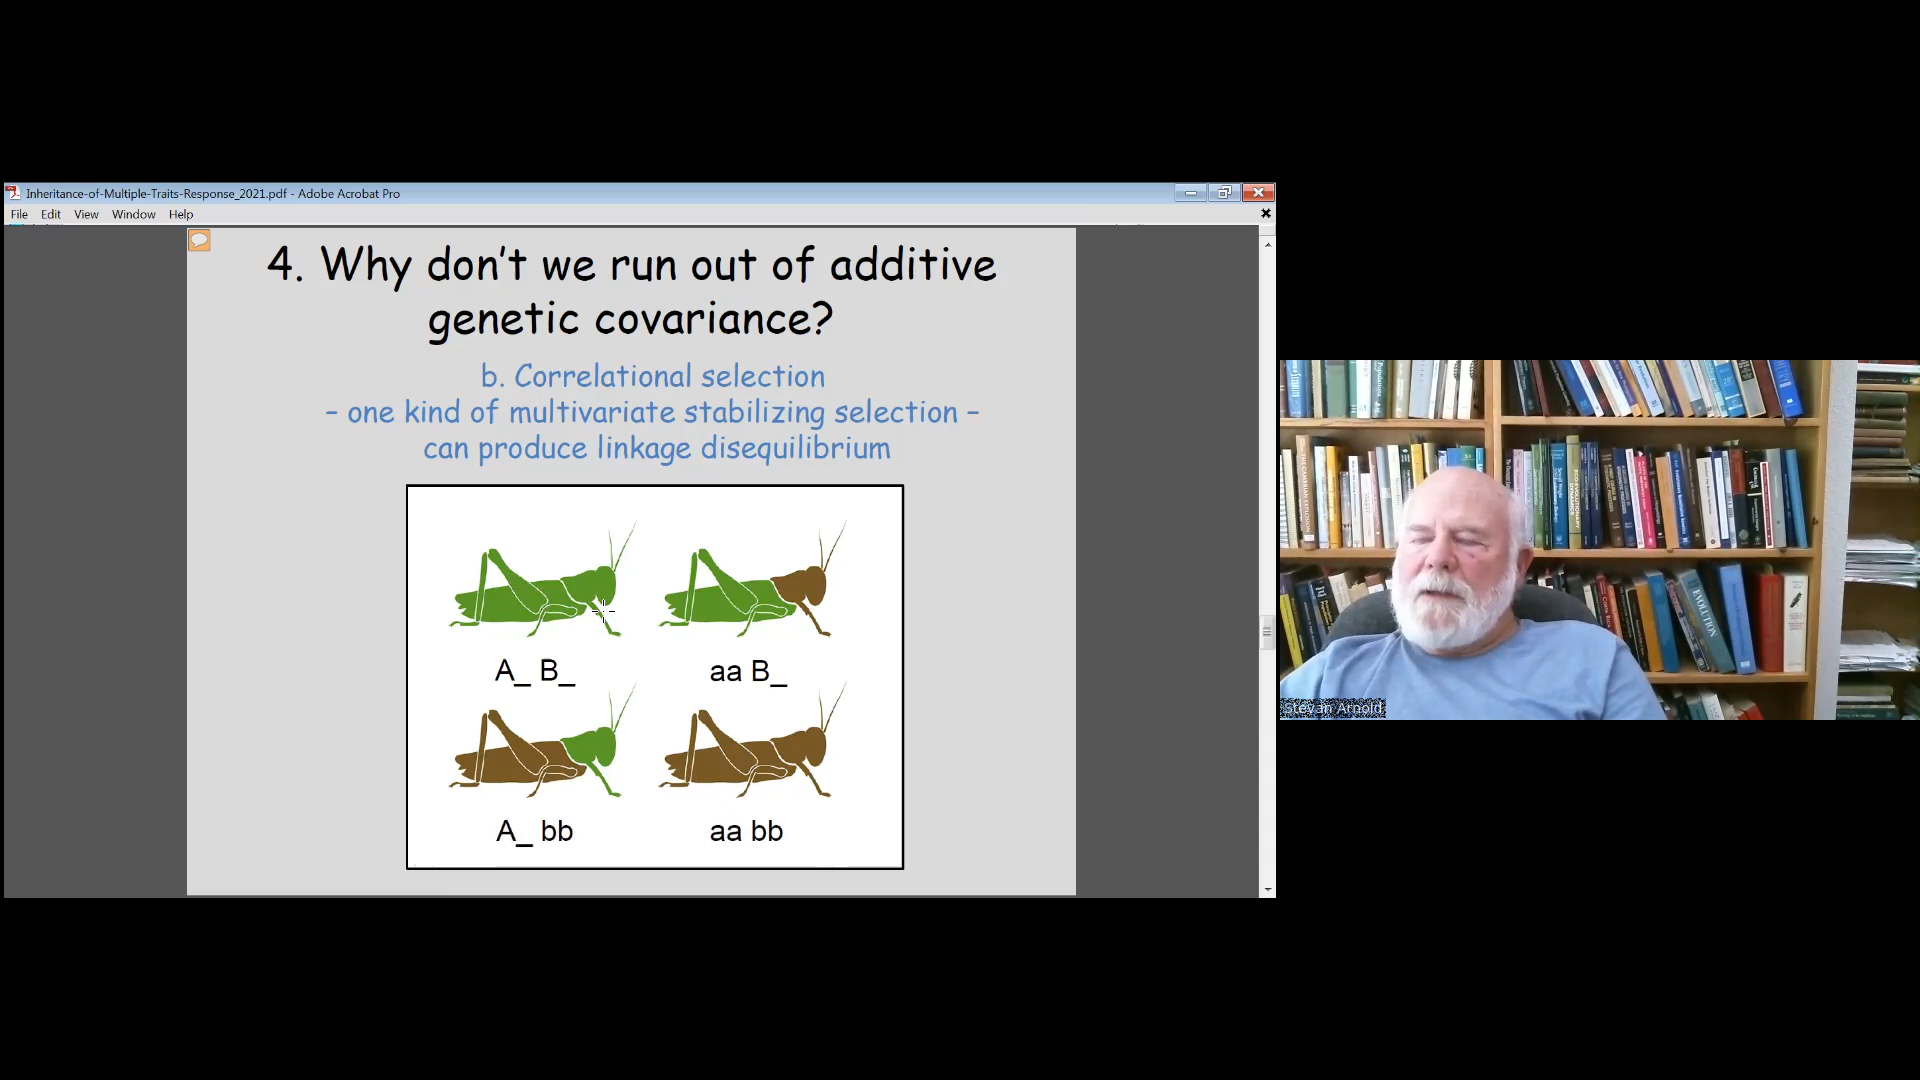 Inheritance-of-Multiple-Traits-Response_2021.pdf - Adobe Acrobat Pro
File Edit View Window Help
4. Why don't we run out of additive
genetic covariance?
b. Correlational selection
– one kind of multivariate stabilizing selection –
can produce linkage disequilibrium
A_ B_
aa B_
A_ bb
aa bb
EVOLUTION
Stevan Arnold